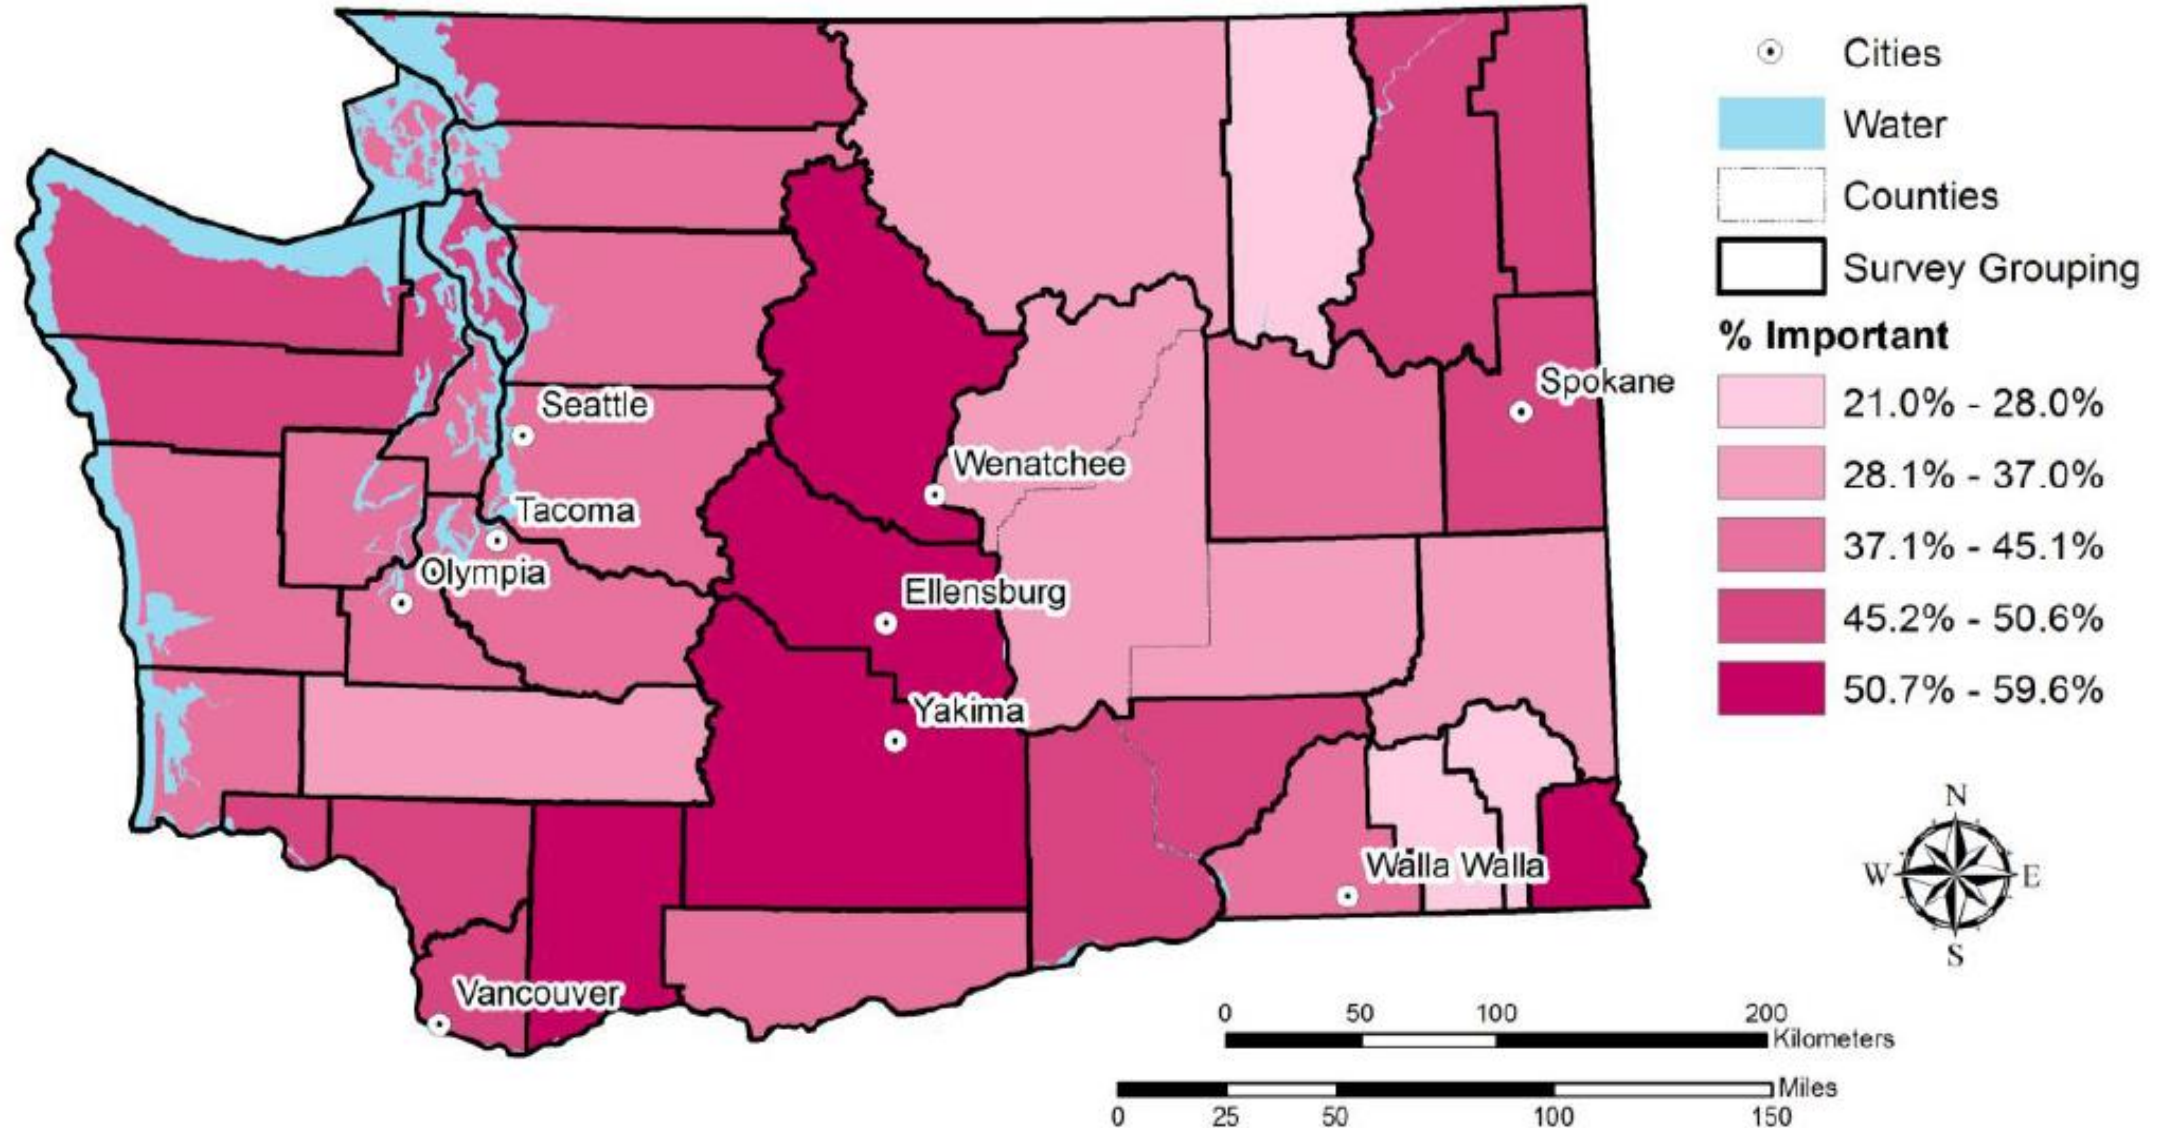 Cities
Water
Counties
Survey Grouping
% Important
21.0% - 28.0%
28.1% - 37.0%
37.1% - 45.1%
45.2% - 50.6%
50.7% - 59.6%
Spokane
Seattle
Wenatchee
Tacoma
Olympia
Ellensburg
Yakima
Walla Walla
Vancouver
N
W E
S
0 50 100 200
Kilometers
Miles
0 25 50 100 150